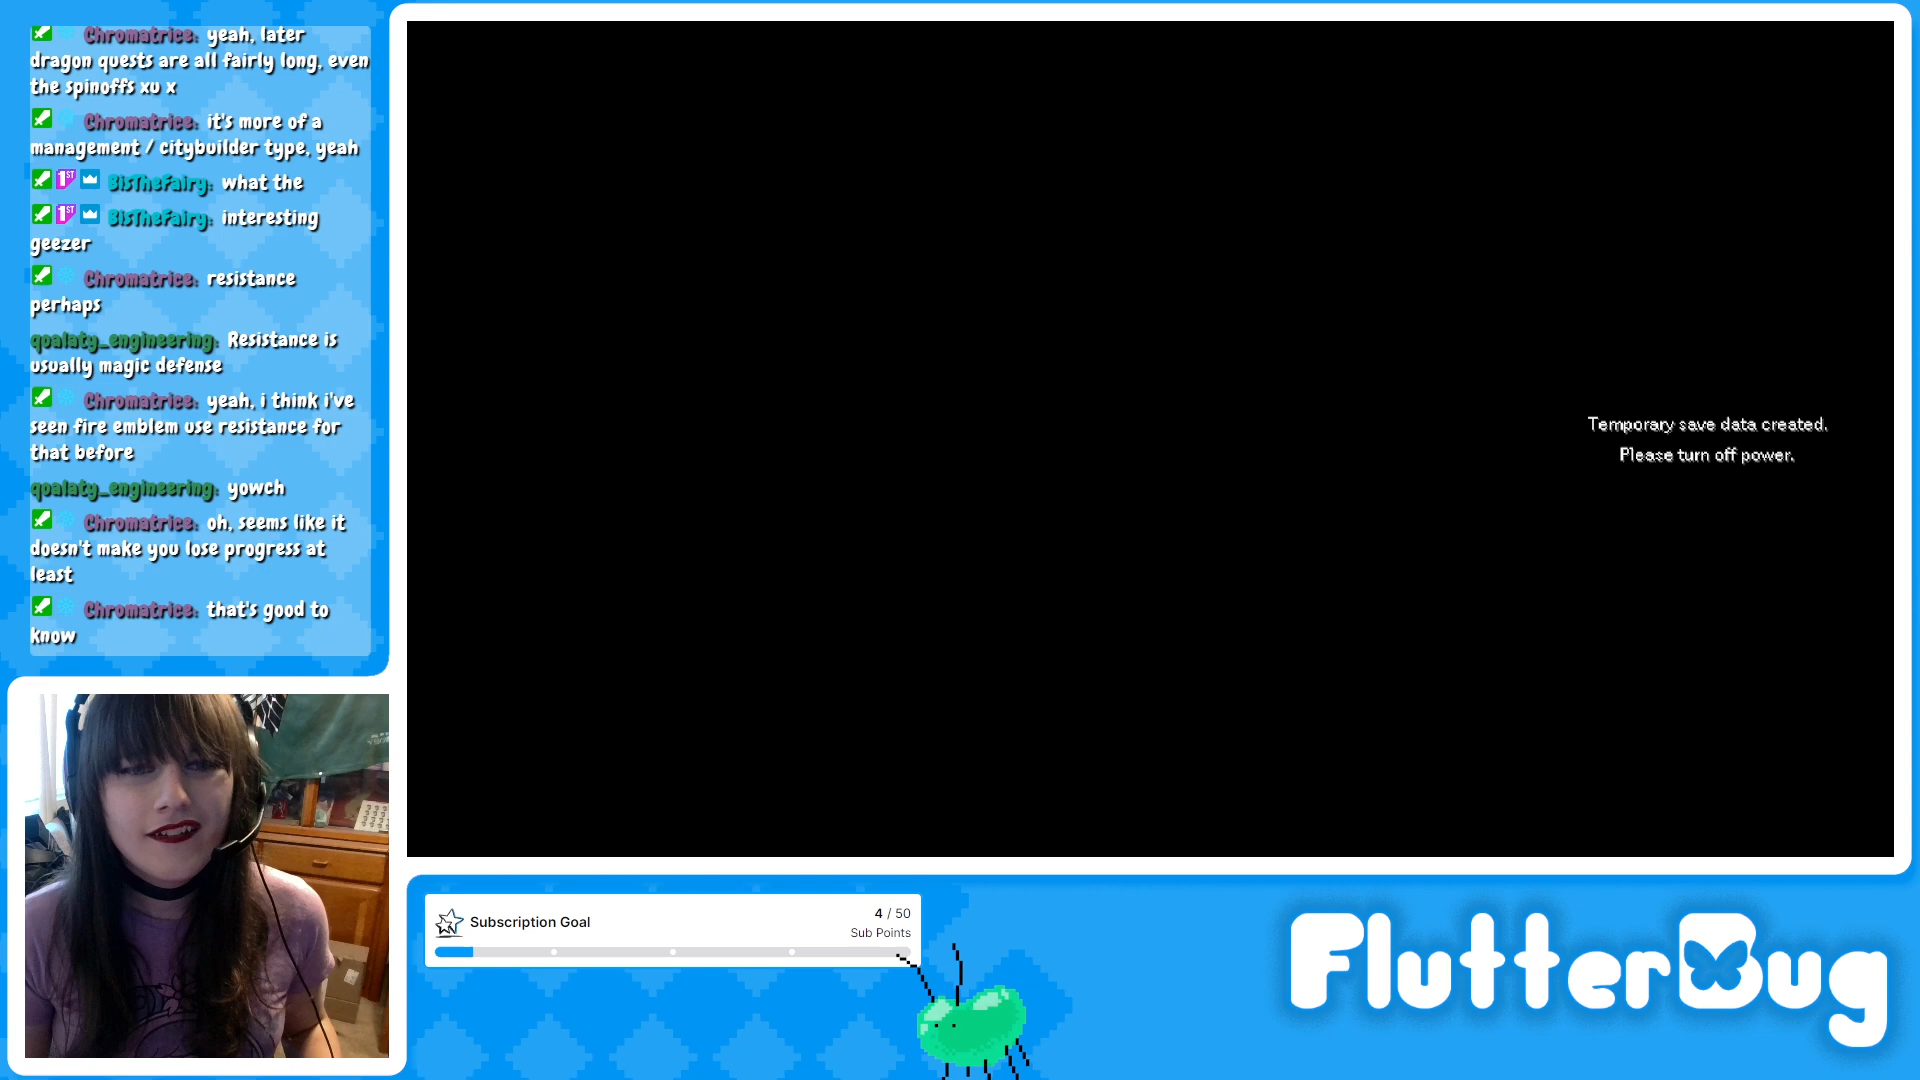 Chromatrice: yeah, later
dragon quests are all fairly long, even
the spinoffs xu x
Chromatrice: it's more of a
management / citybuilder type, yeah
1ST BisTheFairy: what the
1ST BisTheFairy: interesting
geezer
Chromatrice: resistance
perhaps
qoalaty_engineering: Resistance is
usually magic defense
Chromatrice: yeah, i think i've
seen fire emblem use resistance for
that before
qoalaty_engineering: yowch
Chromatrice: oh, seems like it
doesn't make you lose progress at
least
Chromatrice: that's good to
know
Temporary save data created.
Please turn off power.
Subscription Goal
4 / 50
Sub Points
FlutterBug